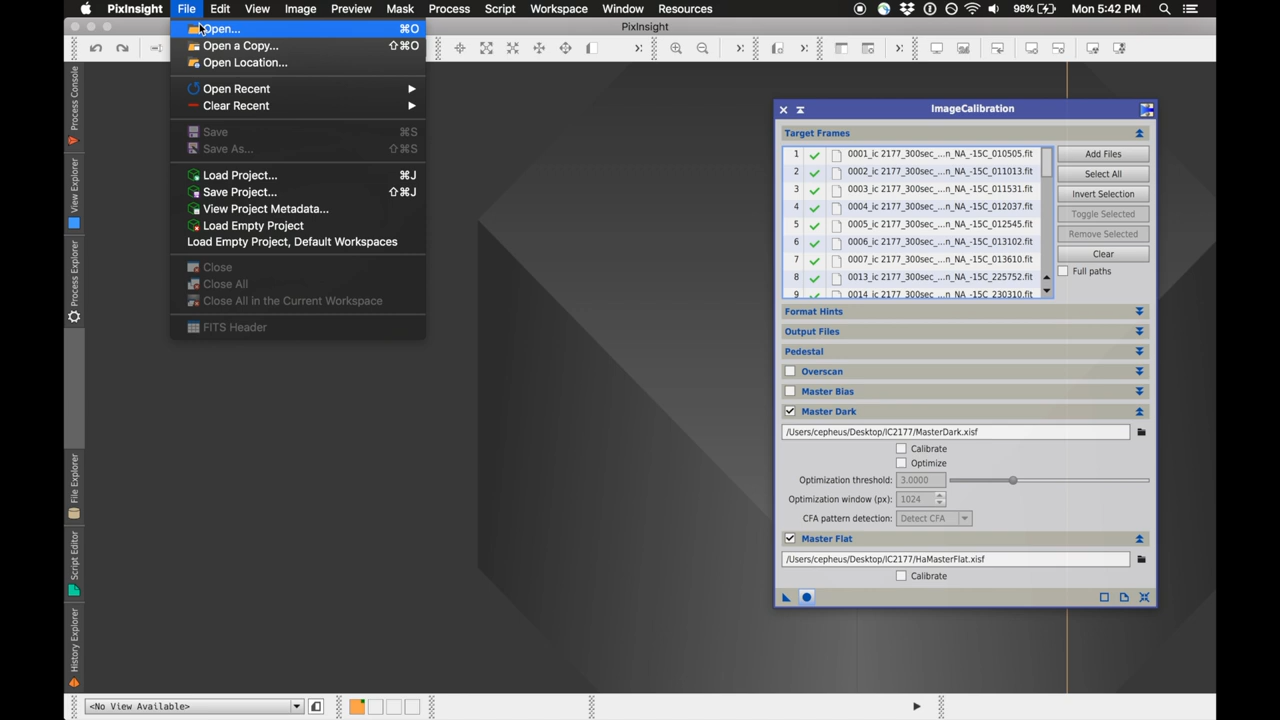 PixInsight File Edit View Image Preview Mask Process Script Workspace Window Resources 98% Mon 5:42 PM
PixInsight
Open... ⌘O
Open a Copy... ⇧⌘O
Open Location...
Open Recent
Clear Recent
Save ⌘S
Save As... ⇧⌘S
Load Project... ⌘J
Save Project... ⇧⌘J
View Project Metadata...
Load Empty Project
Load Empty Project, Default Workspaces
Close
Close All
Close All in the Current Workspace
FITS Header
Process Console
View Explorer
Process Explorer
File Explorer
Script Editor
History Explorer
ImageCalibration
Target Frames
1 0001_ic 2177_300sec_...n_NA_-15C_010505.fit
2 0002_ic 2177_300sec_...n_NA_-15C_011013.fit
3 0003_ic 2177_300sec_...n_NA_-15C_011531.fit
4 0004_ic 2177_300sec_...n_NA_-15C_012037.fit
5 0005_ic 2177_300sec_...n_NA_-15C_012545.fit
6 0006_ic 2177_300sec_...n_NA_-15C_013102.fit
7 0007_ic 2177_300sec_...n_NA_-15C_013610.fit
8 0013_ic 2177_300sec_...n_NA_-15C_225752.fit
9 0014_ic 2177_300sec_...n_NA_-15C_230310.fit
Add Files
Select All
Invert Selection
Toggle Selected
Remove Selected
Clear
Full paths
Format Hints
Output Files
Pedestal
Overscan
Master Bias
Master Dark
/Users/cepheus/Desktop/IC2177/MasterDark.xisf
Calibrate
Optimize
Optimization threshold: 3.0000
Optimization window (px): 1024
CFA pattern detection: Detect CFA
Master Flat
/Users/cepheus/Desktop/IC2177/HaMasterFlat.xisf
Calibrate
<No View Available>